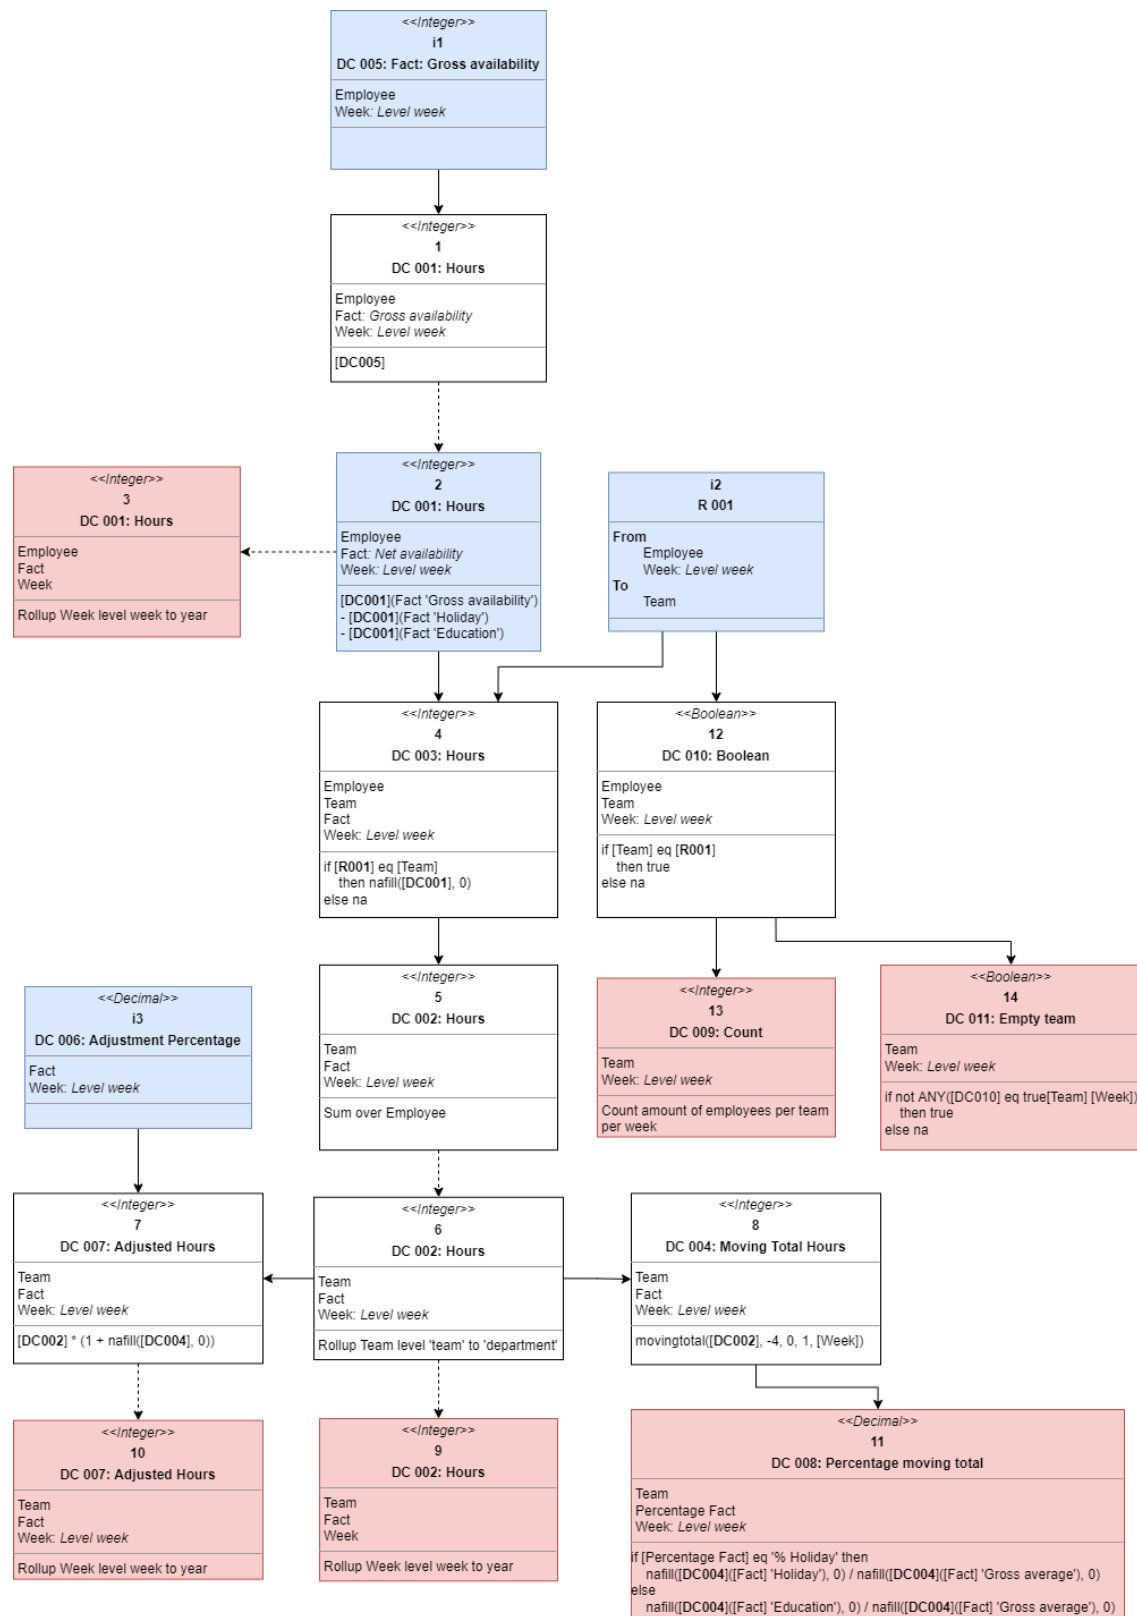 <<Integer>>
i1
DC 005: Fact: Gross availability
Employee
Week: Level week
<<Integer>>
1
DC 001: Hours
Employee
Fact: Gross availability
Week: Level week
[DC005]
<<Integer>>
3
DC 001: Hours
Employee
Fact
Week
Rollup Week level week to year
<<Integer>>
2
DC 001: Hours
Employee
Fact: Net availability
Week: Level week
[DC001](Fact 'Gross availability')
- [DC001](Fact 'Holiday')
- [DC001](Fact 'Education')
i2
R 001
From
Employee
Week: Level week
To
Team
<<Integer>>
4
DC 003: Hours
Employee
Team
Fact
Week: Level week
if [R001] eq [Team]
then nafill([DC001], 0)
else na
<<Boolean>>
12
DC 010: Boolean
Employee
Team
Week: Level week
if [Team] eq [R001]
then true
else na
<<Decimal>>
i3
DC 006: Adjustment Percentage
Fact
Week: Level week
<<Integer>>
5
DC 002: Hours
Team
Fact
Week: Level week
Sum over Employee
<<Integer>>
13
DC 009: Count
Team
Week: Level week
Count amount of employees per team
per week
<<Boolean>>
14
DC 011: Empty team
Team
Week: Level week
if not ANY([DC010] eq true[Team] [Week])
then true
else na
<<Integer>>
7
DC 007: Adjusted Hours
Team
Fact
Week: Level week
[DC002] * (1 + nafill([DC004], 0))
<<Integer>>
6
DC 002: Hours
Team
Fact
Week: Level week
Rollup Team level 'team' to 'department'
<<Integer>>
8
DC 004: Moving Total Hours
Team
Fact
Week: Level week
movingtotal([DC002], -4, 0, 1, [Week])
<<Integer>>
10
DC 007: Adjusted Hours
Team
Fact
Week: Level week
Rollup Week level week to year
<<Integer>>
9
DC 002: Hours
Team
Fact
Week
Rollup Week level week to year
<<Decimal>>
11
DC 008: Percentage moving total
Team
Percentage Fact
Week: Level week
if [Percentage Fact] eq '% Holiday' then
nafill([DC004]([Fact] 'Holiday'), 0) / nafill([DC004]([Fact] 'Gross average'), 0)
else
nafill([DC004]([Fact] 'Education'), 0) / nafill([DC004]([Fact] 'Gross average'), 0)